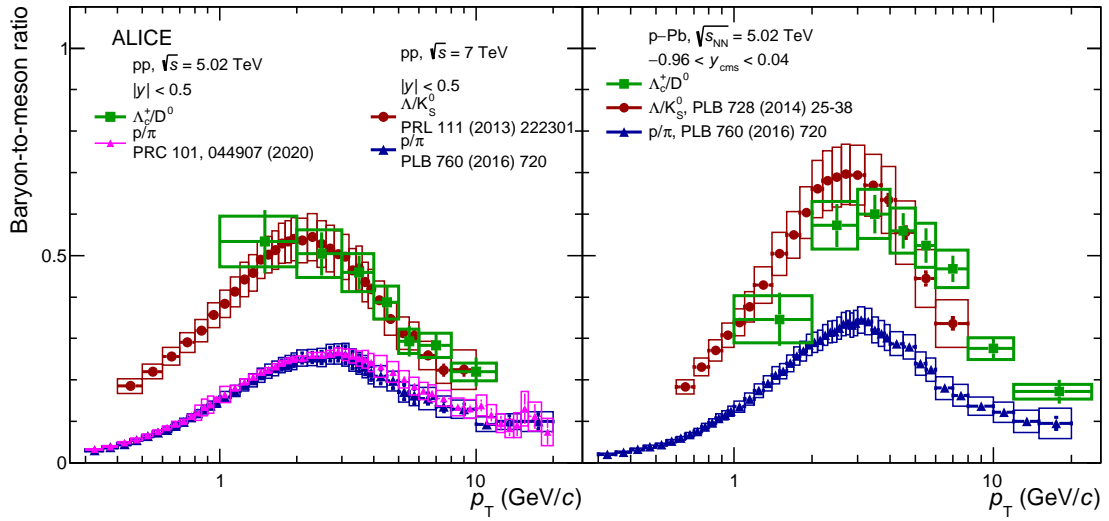 Baryon-to-meson ratio
1
0.5
0
ALICE
pp, √s = 5.02 TeV
|y| < 0.5
Λc+/D0
p/π
PRC 101, 044907 (2020)
pp, √s = 7 TeV
|y| < 0.5
Λ/K0S
PRL 111 (2013) 222301
p/π
PLB 760 (2016) 720
1
10
pT (GeV/c)
p−Pb, √sNN = 5.02 TeV
−0.96 < ycms < 0.04
Λc+/D0
Λ/K0S, PLB 728 (2014) 25-38
p/π, PLB 760 (2016) 720
1
10
pT (GeV/c)